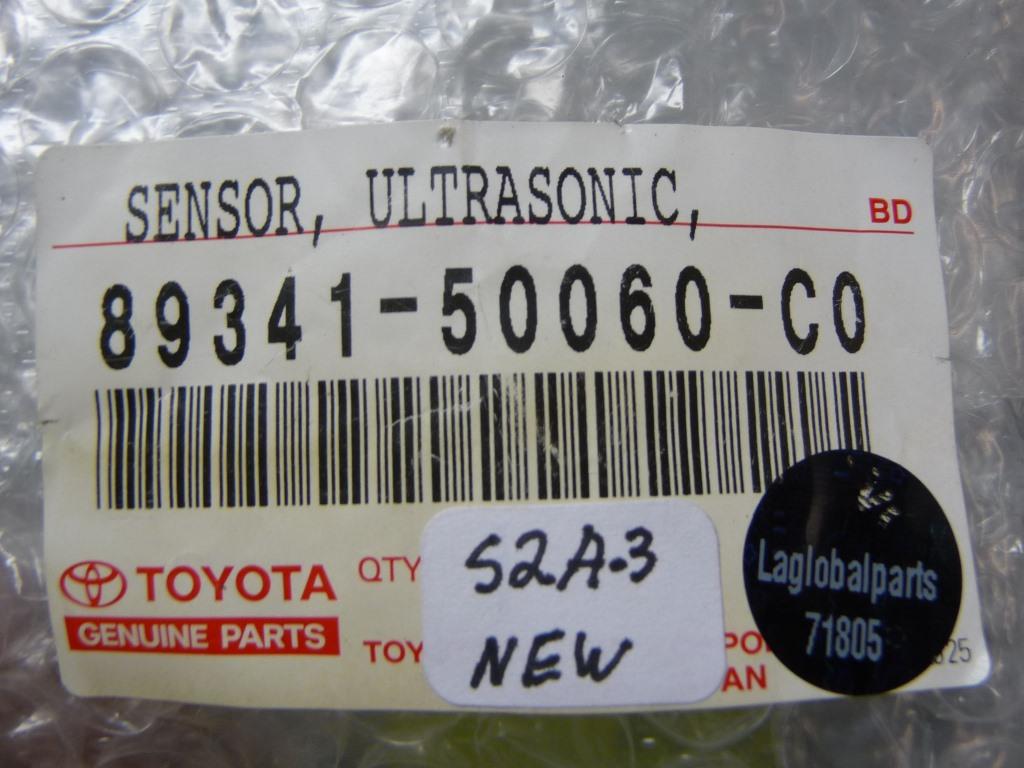 SENSOR, ULTRASONIC,
BD
89341-50060-C0
TOYOTA
GENUINE PARTS
QTY
S2A-3
NEW
Laglobalparts
71805